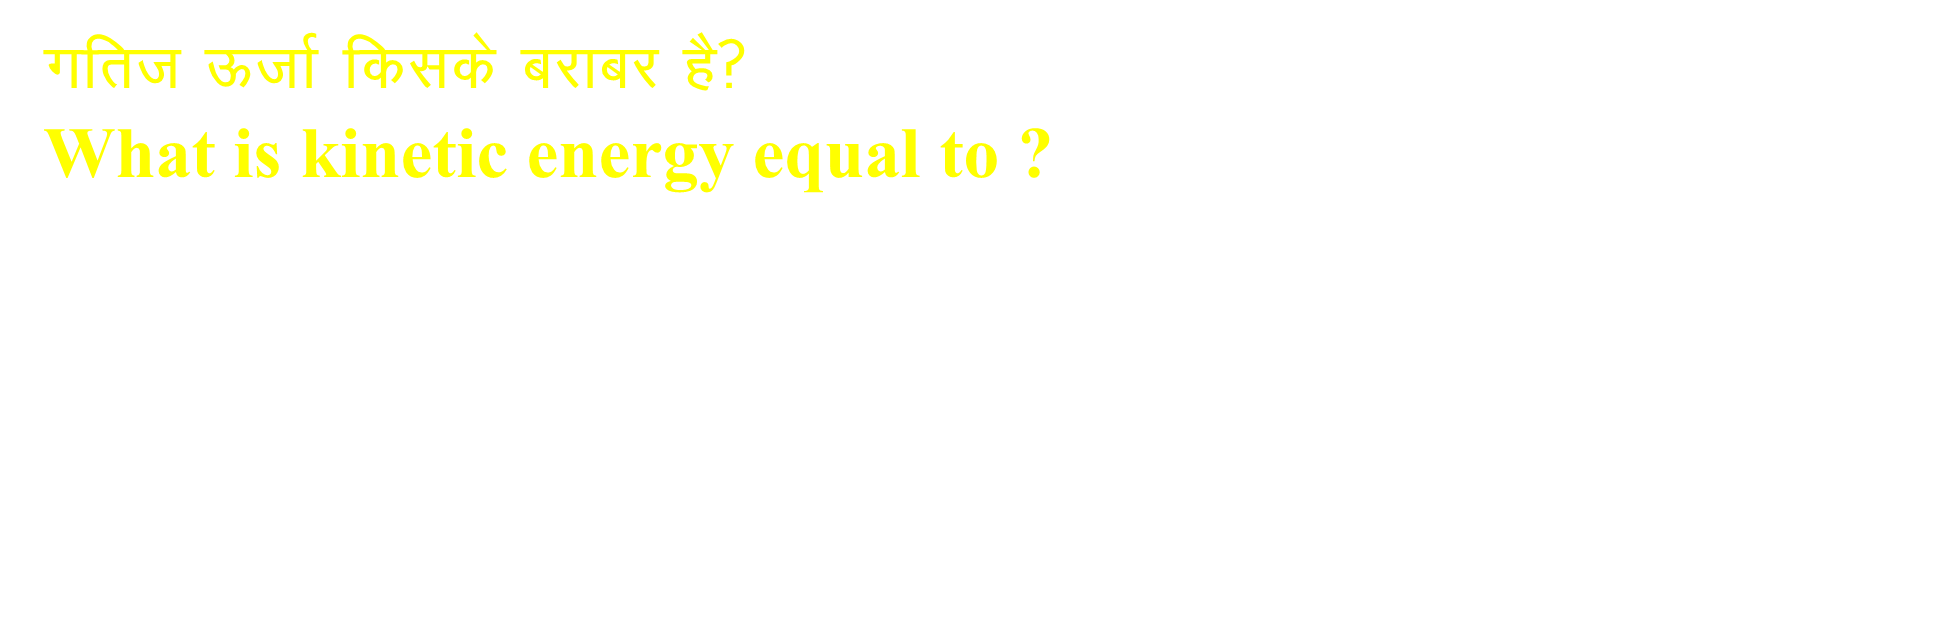 गतिज ऊर्जा किसके बराबर है?
What is kinetic energy equal to ?